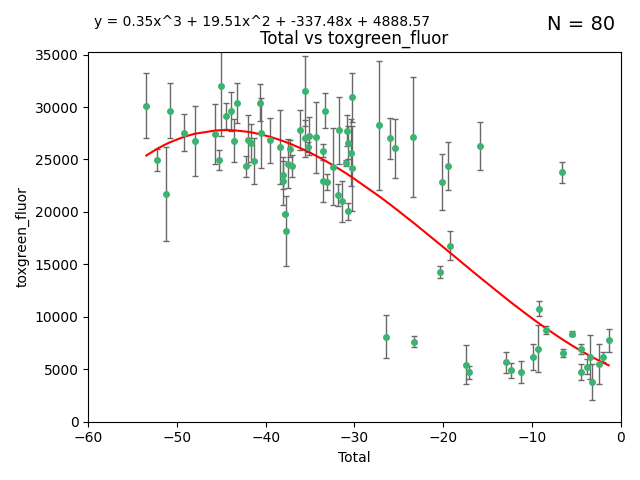 y = 0.35x^3 + 19.51x^2 + -337.48x + 4888.57
N = 80
Total vs toxgreen_fluor
35000
30000
25000
20000
15000
10000
5000
0
toxgreen_fluor
−60 −50 −40 −30 −20 −10 0
Total